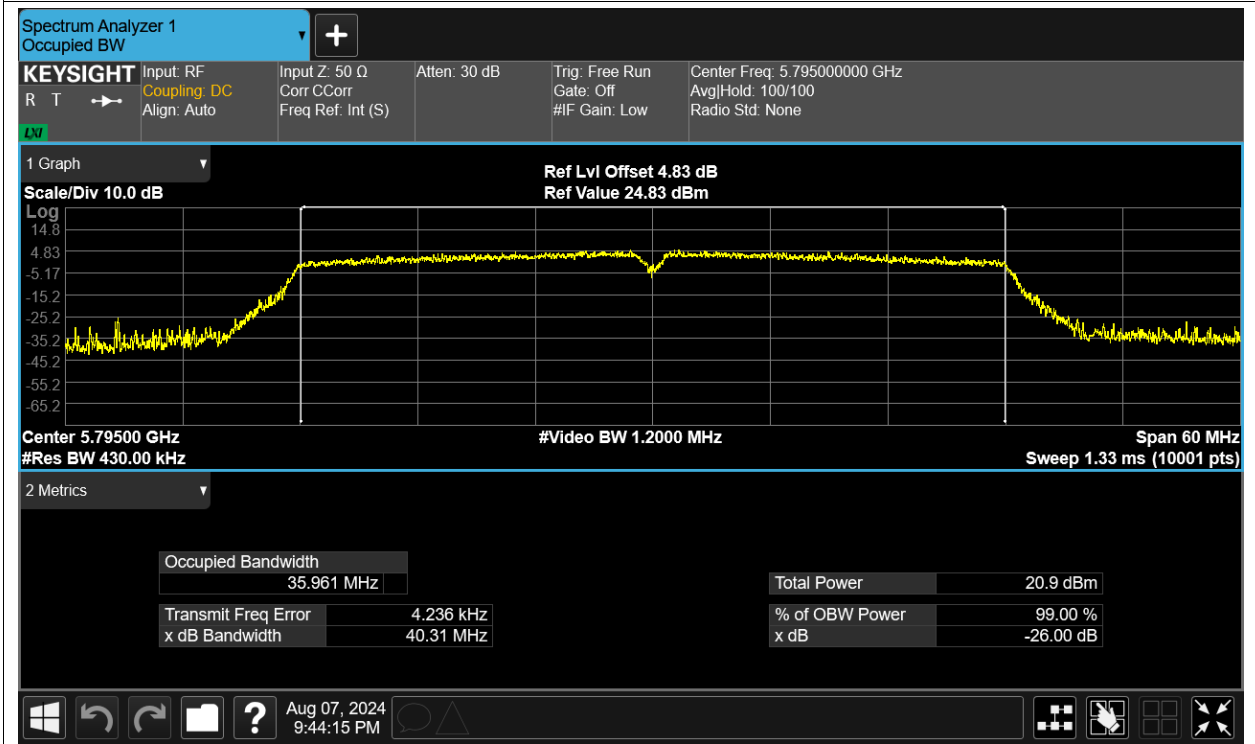 Spectrum Analyzer 1
Occupied BW
KEYSIGHT
R T
LXI
Input: RF
Coupling: DC
Align: Auto
Input Z: 50 Ω
Corr CCorr
Freq Ref: Int (S)
Atten: 30 dB
Trig: Free Run
Gate: Off
#IF Gain: Low
Center Freq: 5.795000000 GHz
Avg|Hold: 100/100
Radio Std: None
1 Graph
Ref Lvl Offset 4.83 dB
Scale/Div 10.0 dB
Ref Value 24.83 dBm
Log
14.8
4.83
-5.17
-15.2
-25.2
-35.2
-45.2
-55.2
-65.2
Center 5.79500 GHz
#Video BW 1.2000 MHz
Span 60 MHz
#Res BW 430.00 kHz
Sweep 1.33 ms (10001 pts)
2 Metrics
Occupied Bandwidth
35.961 MHz
Total Power 20.9 dBm
Transmit Freq Error 4.236 kHz
% of OBW Power 99.00 %
x dB Bandwidth 40.31 MHz
x dB -26.00 dB
?
Aug 07, 2024
9:44:15 PM